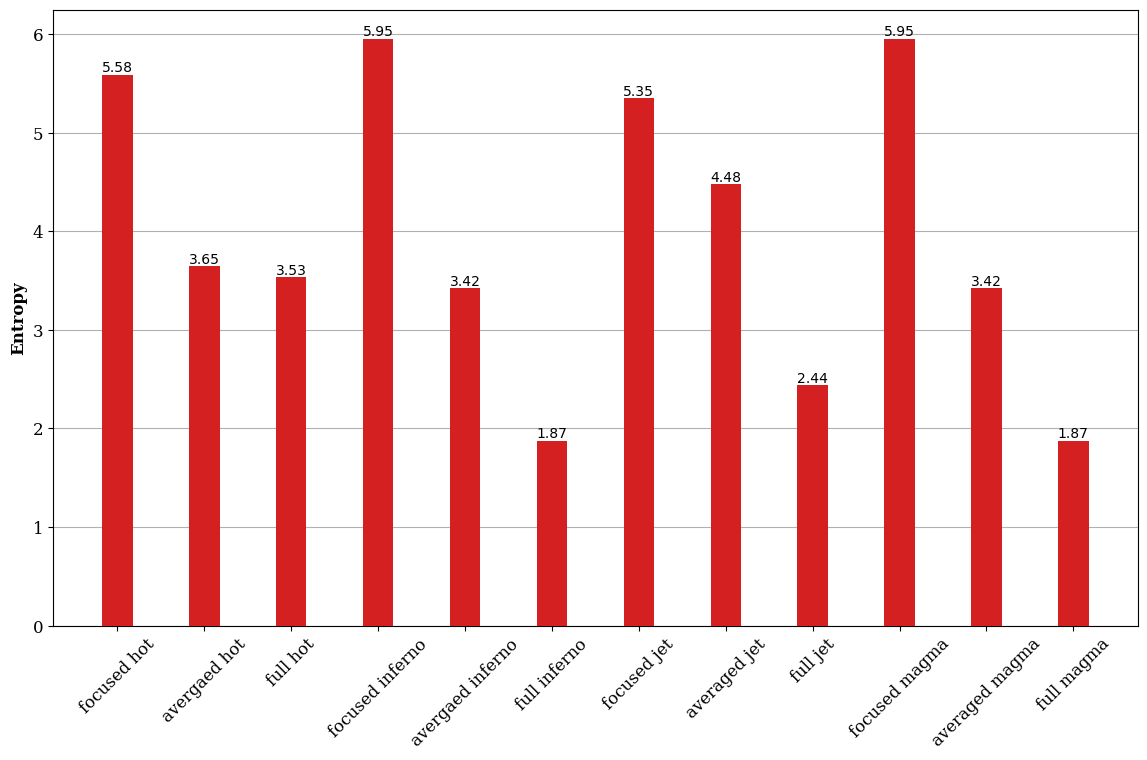 Entropy
6
5
4
3
2
1
0
5.58
3.65
3.53
5.95
3.42
1.87
5.35
4.48
2.44
5.95
3.42
1.87
focused hot
avergaed hot
full hot
focused inferno
avergaed inferno
full inferno
focused jet
averaged jet
full jet
focused magma
averaged magma
full magma